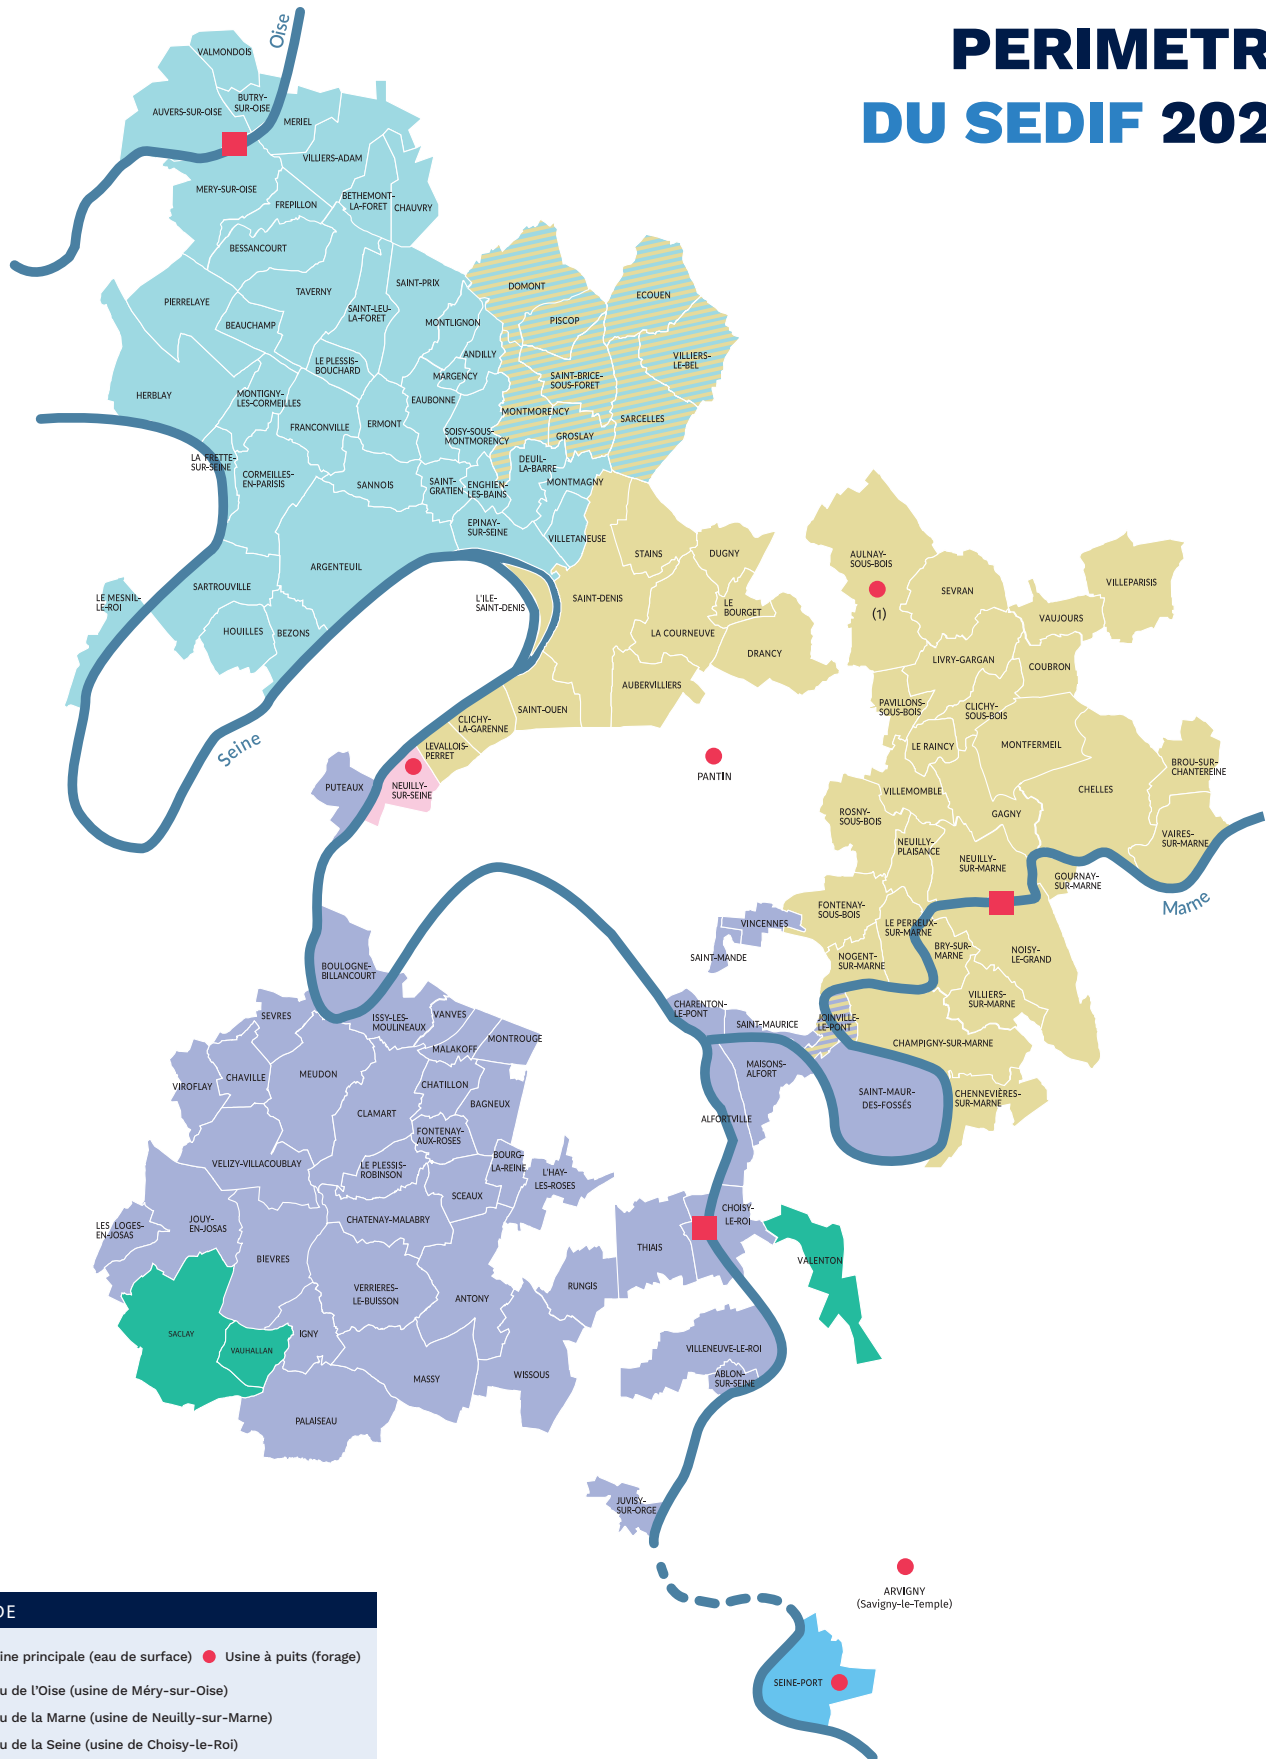 PERIMETR
DU SEDIF 202
Oise
VALMONDOIS
BUTRY-
SUR-OISE
AUVERS-SUR-OISE
MERIEL
VILLIERS-ADAM
MERY-SUR-OISE
FREPILLON
BETHEMONT-
LA-FORET
CHAUVRY
BESSANCOURT
PIERRELAYE
TAVERNY
SAINT-PRIX
SAINT-LEU-
LA-FORET
BEAUCHAMP
MONTLIGNON
ANDILLY
LE PLESSIS-
BOUCHARD
MARGENCY
HERBLAY
MONTIGNY-
LES-CORMEILLES
EAUBONNE
FRANCONVILLE
ERMONT
SOISY-SOUS-
MONTMORENCY
DOMONT
ECOUEN
PISCOP
VILLIERS-
LE-BEL
SAINT-BRICE-
SOUS-FORET
MONTMORENCY
SARCELLES
GROSLAY
LA FRETTE-
SUR-SEINE
CORMEILLES-
EN-PARISIS
SANNOIS
SAINT-
GRATIEN
ENGHIEN-
LES-BAINS
DEUIL-
LA-BARRE
MONTMAGNY
EPINAY-
SUR-SEINE
VILLETANEUSE
ARGENTEUIL
SARTROUVILLE
LE MESNIL-
LE-ROI
HOUILLES
BEZONS
L'ILE-
SAINT-DENIS
SAINT-DENIS
STAINS
DUGNY
LE
BOURGET
LA COURNEUVE
DRANCY
AUBERVILLIERS
SAINT-OUEN
CLICHY-
LA-GARENNE
LEVALLOIS-
PERRET
Seine
NEUILLY-
SUR-SEINE
PUTEAUX
PANTIN
AULNAY-
SOUS-BOIS
(1)
SEVRAN
VILLEPARISIS
VAUJOURS
LIVRY-GARGAN
COUBRON
PAVILLONS-
SOUS-BOIS
CLICHY-
SOUS-BOIS
LE RAINCY
MONTFERMEIL
BROU-SUR-
CHANTEREINE
VILLEMOMBLE
CHELLES
ROSNY-
SOUS-BOIS
GAGNY
VAIRES-
SUR-MARNE
NEUILLY-
PLAISANCE
NEUILLY-
SUR-MARNE
GOURNAY-
SUR-MARNE
Marne
FONTENAY-
SOUS-BOIS
LE PERREUX-
SUR-MARNE
BRY-SUR-
MARNE
NOISY-
LE-GRAND
NOGENT-
SUR-MARNE
VILLIERS-
SUR-MARNE
VINCENNES
SAINT-MANDE
BOULOGNE-
BILLANCOURT
CHARENTON-
LE-PONT
SAINT-MAURICE
JOINVILLE-
LE-PONT
CHAMPIGNY-SUR-MARNE
MAISONS-
ALFORT
SAINT-MAUR-
DES-FOSSÉS
CHENNEVIÈRES-
SUR-MARNE
ALFORTVILLE
SEVRES
ISSY-LES-
MOULINEAUX
VANVES
MONTROUGE
MALAKOFF
VIROFLAY
CHAVILLE
MEUDON
CHATILLON
CLAMART
BAGNEUX
FONTENAY-
AUX-ROSES
VELIZY-VILLACOUBLAY
LE PLESSIS-
ROBINSON
BOURG-
LA-REINE
L'HAY-
LES-ROSES
SCEAUX
LES LOGES-
EN-JOSAS
JOUY-
EN-JOSAS
CHATENAY-MALABRY
CHOISY-
LE-ROI
THIAIS
BIEVRES
VALENTON
VERRIERES-
LE-BUISSON
ANTONY
RUNGIS
SACLAY
VAUHALLAN
IGNY
VILLENEUVE-LE-ROI
MASSY
WISSOUS
ABLON-
SUR-SEINE
PALAISEAU
JUVISY-
SUR-ORGE
ARVIGNY
(Savigny-le-Temple)
SEINE-PORT
DE
ine principale (eau de surface) Usine à puits (forage)
u de l'Oise (usine de Méry-sur-Oise)
u de la Marne (usine de Neuilly-sur-Marne)
u de la Seine (usine de Choisy-le-Roi)